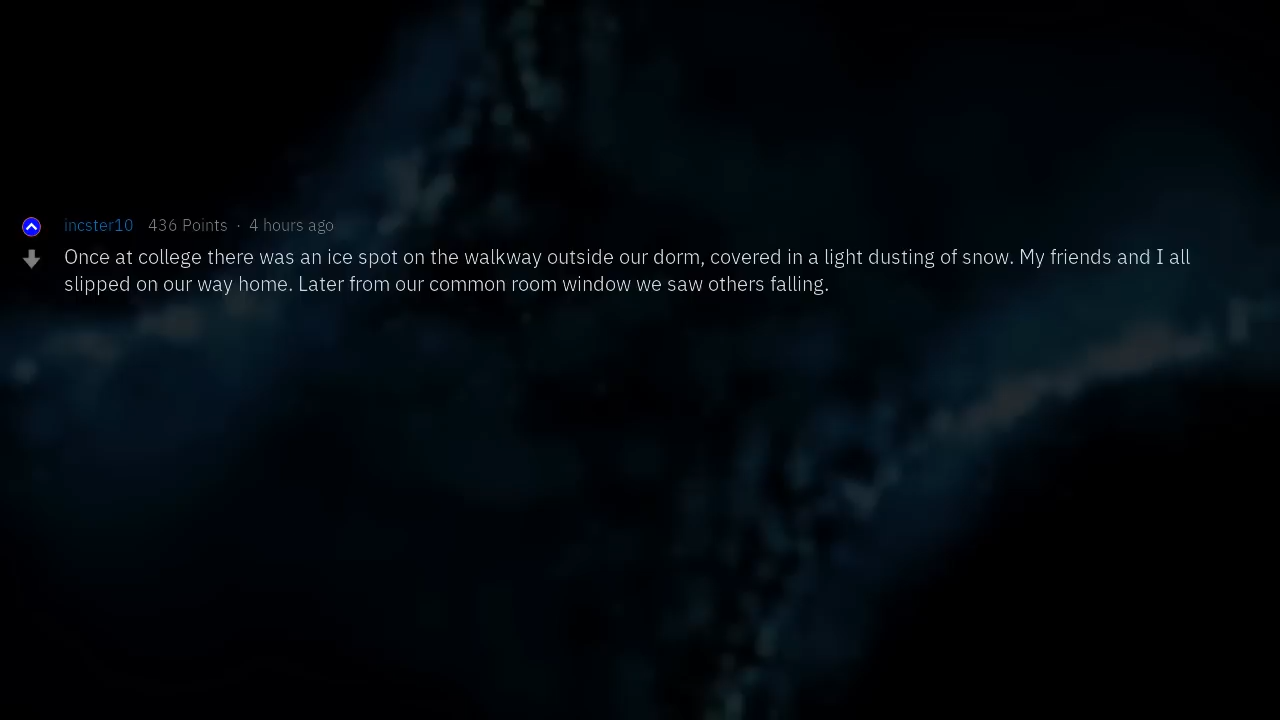 incster10 436 Points · 4 hours ago
Once at college there was an ice spot on the walkway outside our dorm, covered in a light dusting of snow. My friends and I all
slipped on our way home. Later from our common room window we saw others falling.